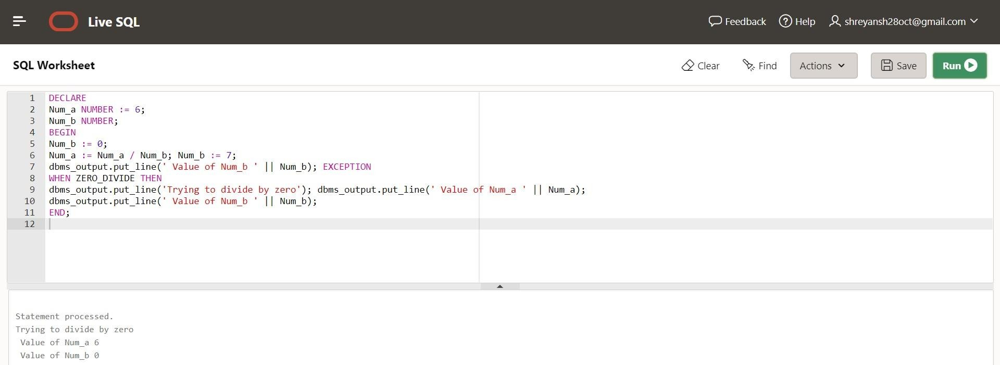 Live SQL
Feedback
Help
shreyansh28oct@gmail.com
SQL Worksheet
Clear
Find
Actions
Save
Run
1 DECLARE
2 Num_a NUMBER := 6;
3 Num_b NUMBER;
4 BEGIN
5 Num_b := 0;
6 Num_a := Num_a / Num_b; Num_b := 7;
7 dbms_output.put_line(' Value of Num_b ' || Num_b); EXCEPTION
8 WHEN ZERO_DIVIDE THEN
9 dbms_output.put_line('Trying to divide by zero'); dbms_output.put_line(' Value of Num_a ' || Num_a);
10 dbms_output.put_line(' Value of Num_b ' || Num_b);
11 END;
12
Statement processed.
Trying to divide by zero
Value of Num_a 6
Value of Num_b 0